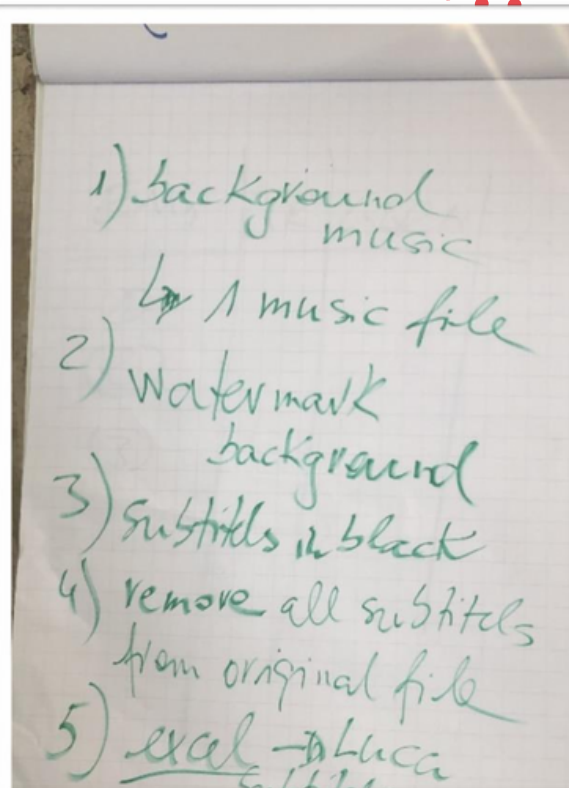 1) background
music
↳ 1 music file
2) watermark
background
3) subtitels in black
4) remove all subtitels
from original file
5) excel → Luca